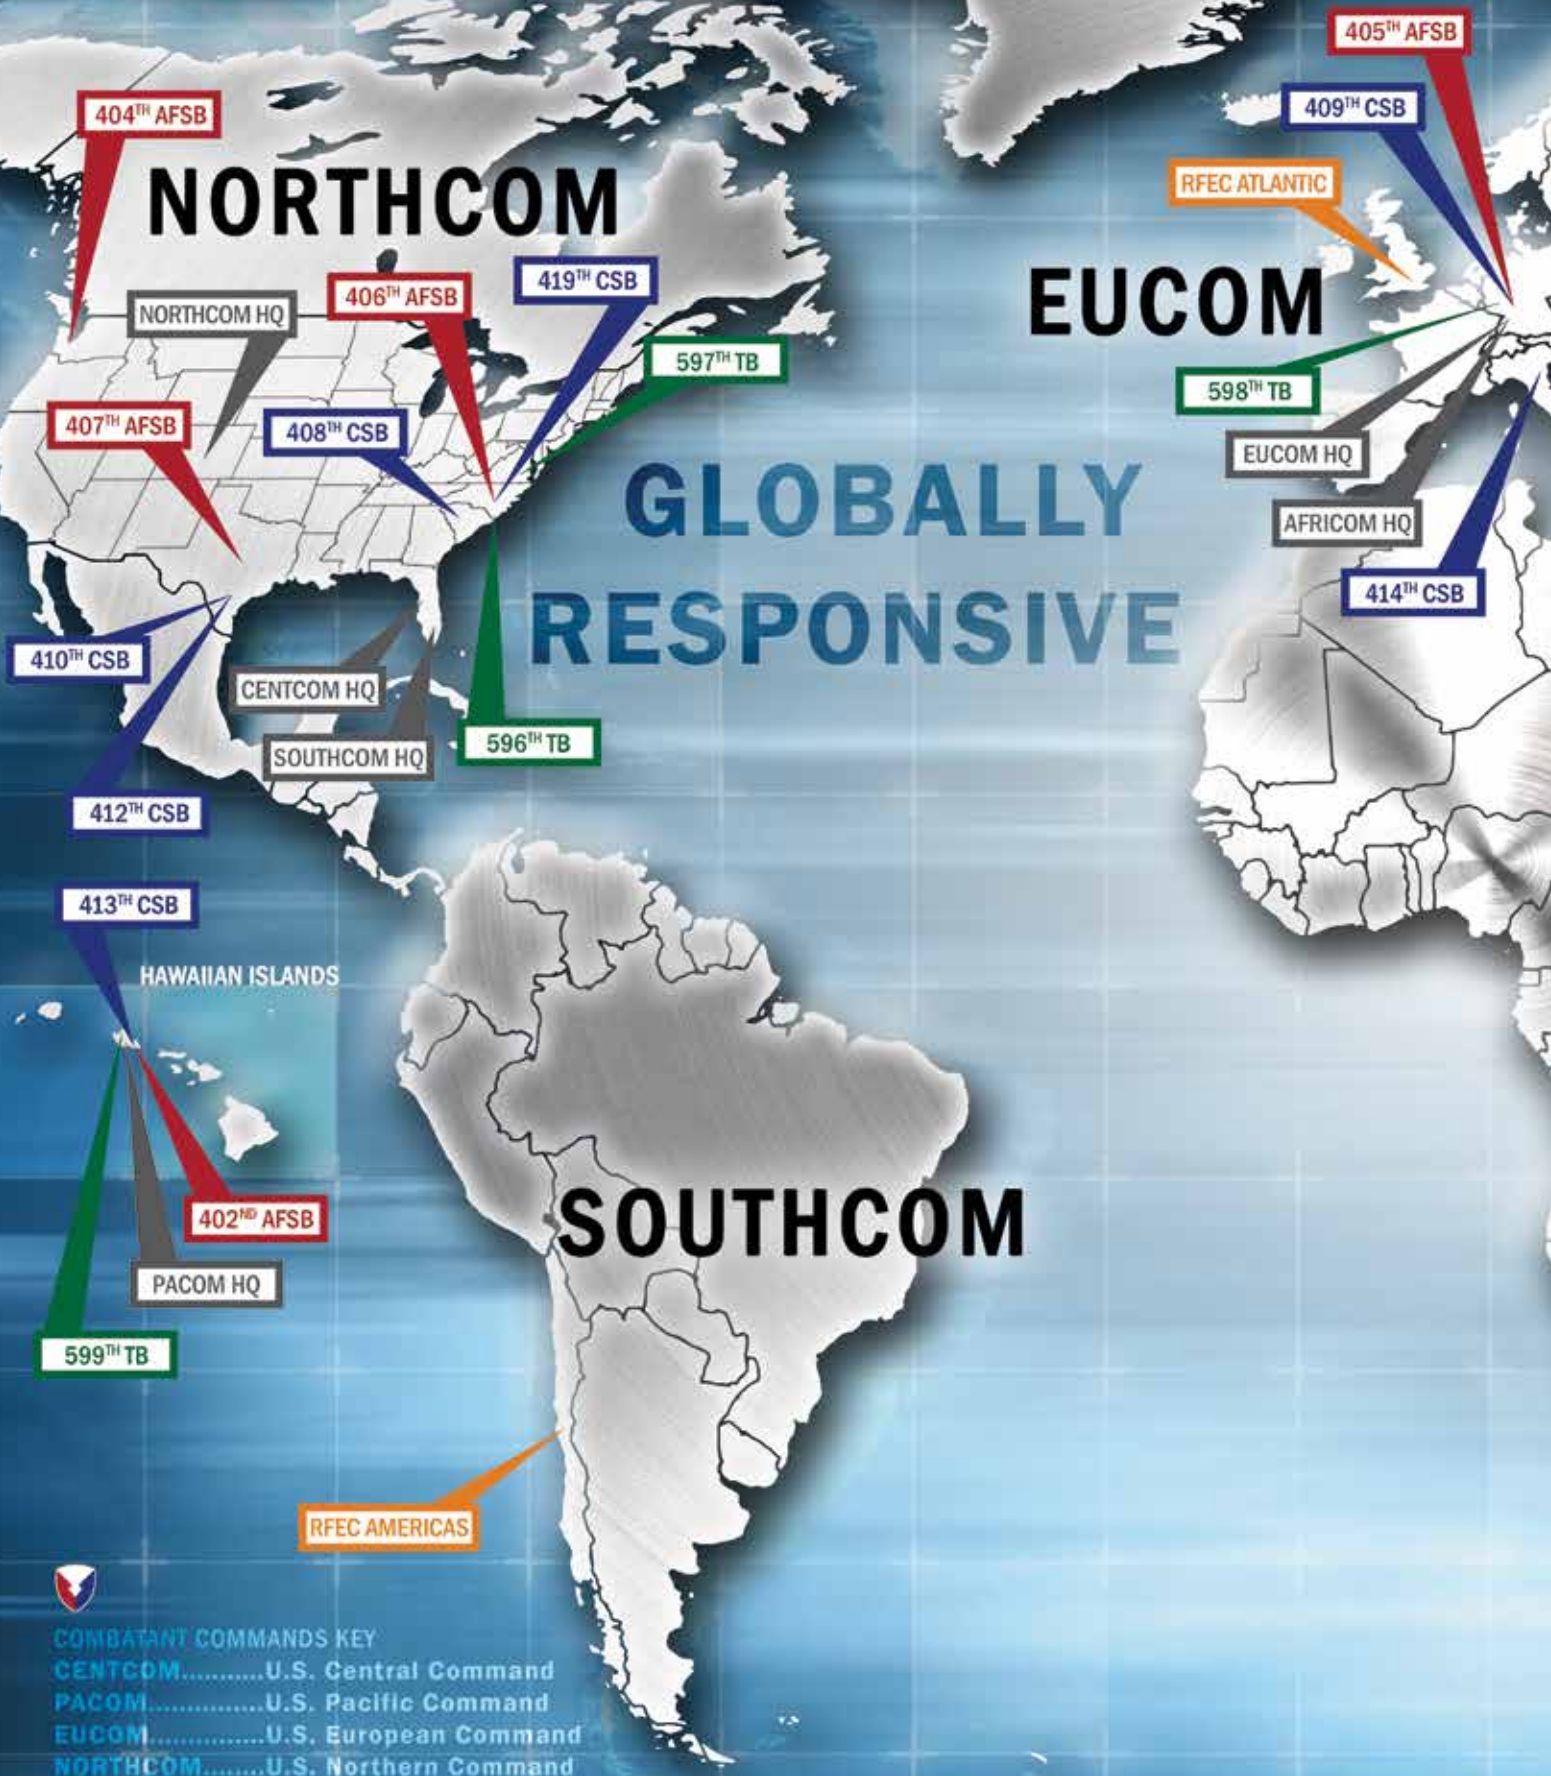 405TH AFSB
404TH AFSB
409TH CSB
NORTHCOM
RFEC ATLANTIC
419TH CSB
406TH AFSB
NORTHCOM HQ
EUCOM
597TH TB
598TH TB
407TH AFSB
408TH CSB
EUCOM HQ
GLOBALLY
AFRICOM HQ
414TH CSB
RESPONSIVE
410TH CSB
CENTCOM HQ
596TH TB
SOUTHCOM HQ
412TH CSB
413TH CSB
HAWAIIAN ISLANDS
402ND AFSB
SOUTHCOM
PACOM HQ
599TH TB
RFEC AMERICAS
COMBATANT COMMANDS KEY
CENTCOM...........U.S. Central Command
PACOM...............U.S. Pacific Command
EUCOM...............U.S. European Command
NORTHCOM........U.S. Northern Command